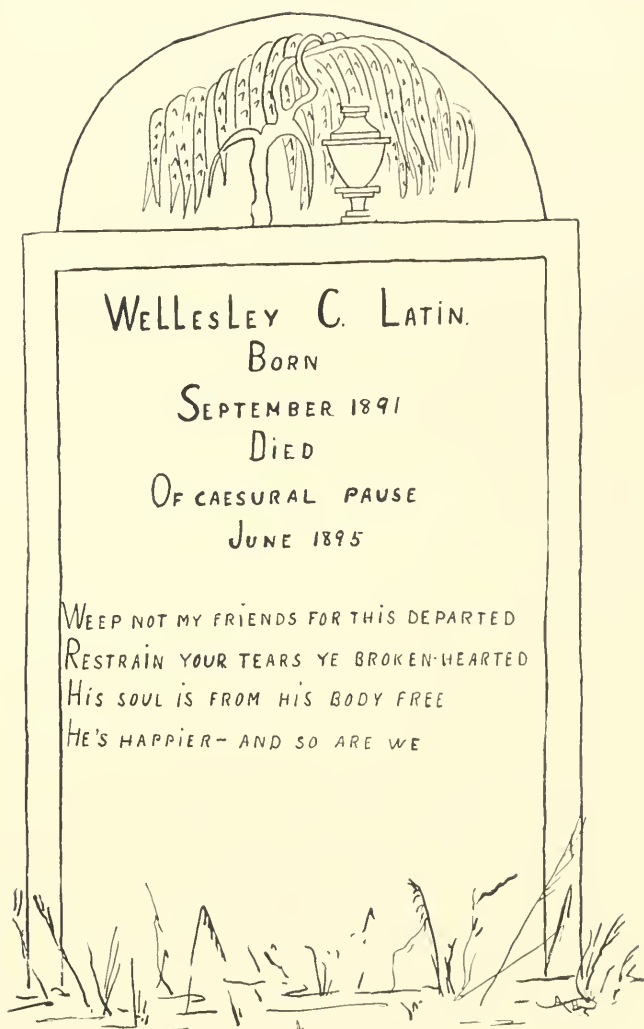 WELLESLEY C. LATIN.
BORN
SEPTEMBER 1891
DIED
OF CAESURAL PAUSE
JUNE 1895
WEEP NOT MY FRIENDS FOR THIS DEPARTED
RESTRAIN YOUR TEARS YE BROKEN-HEARTED
HIS SOUL IS FROM HIS BODY FREE
HE'S HAPPIER- AND SO ARE WE